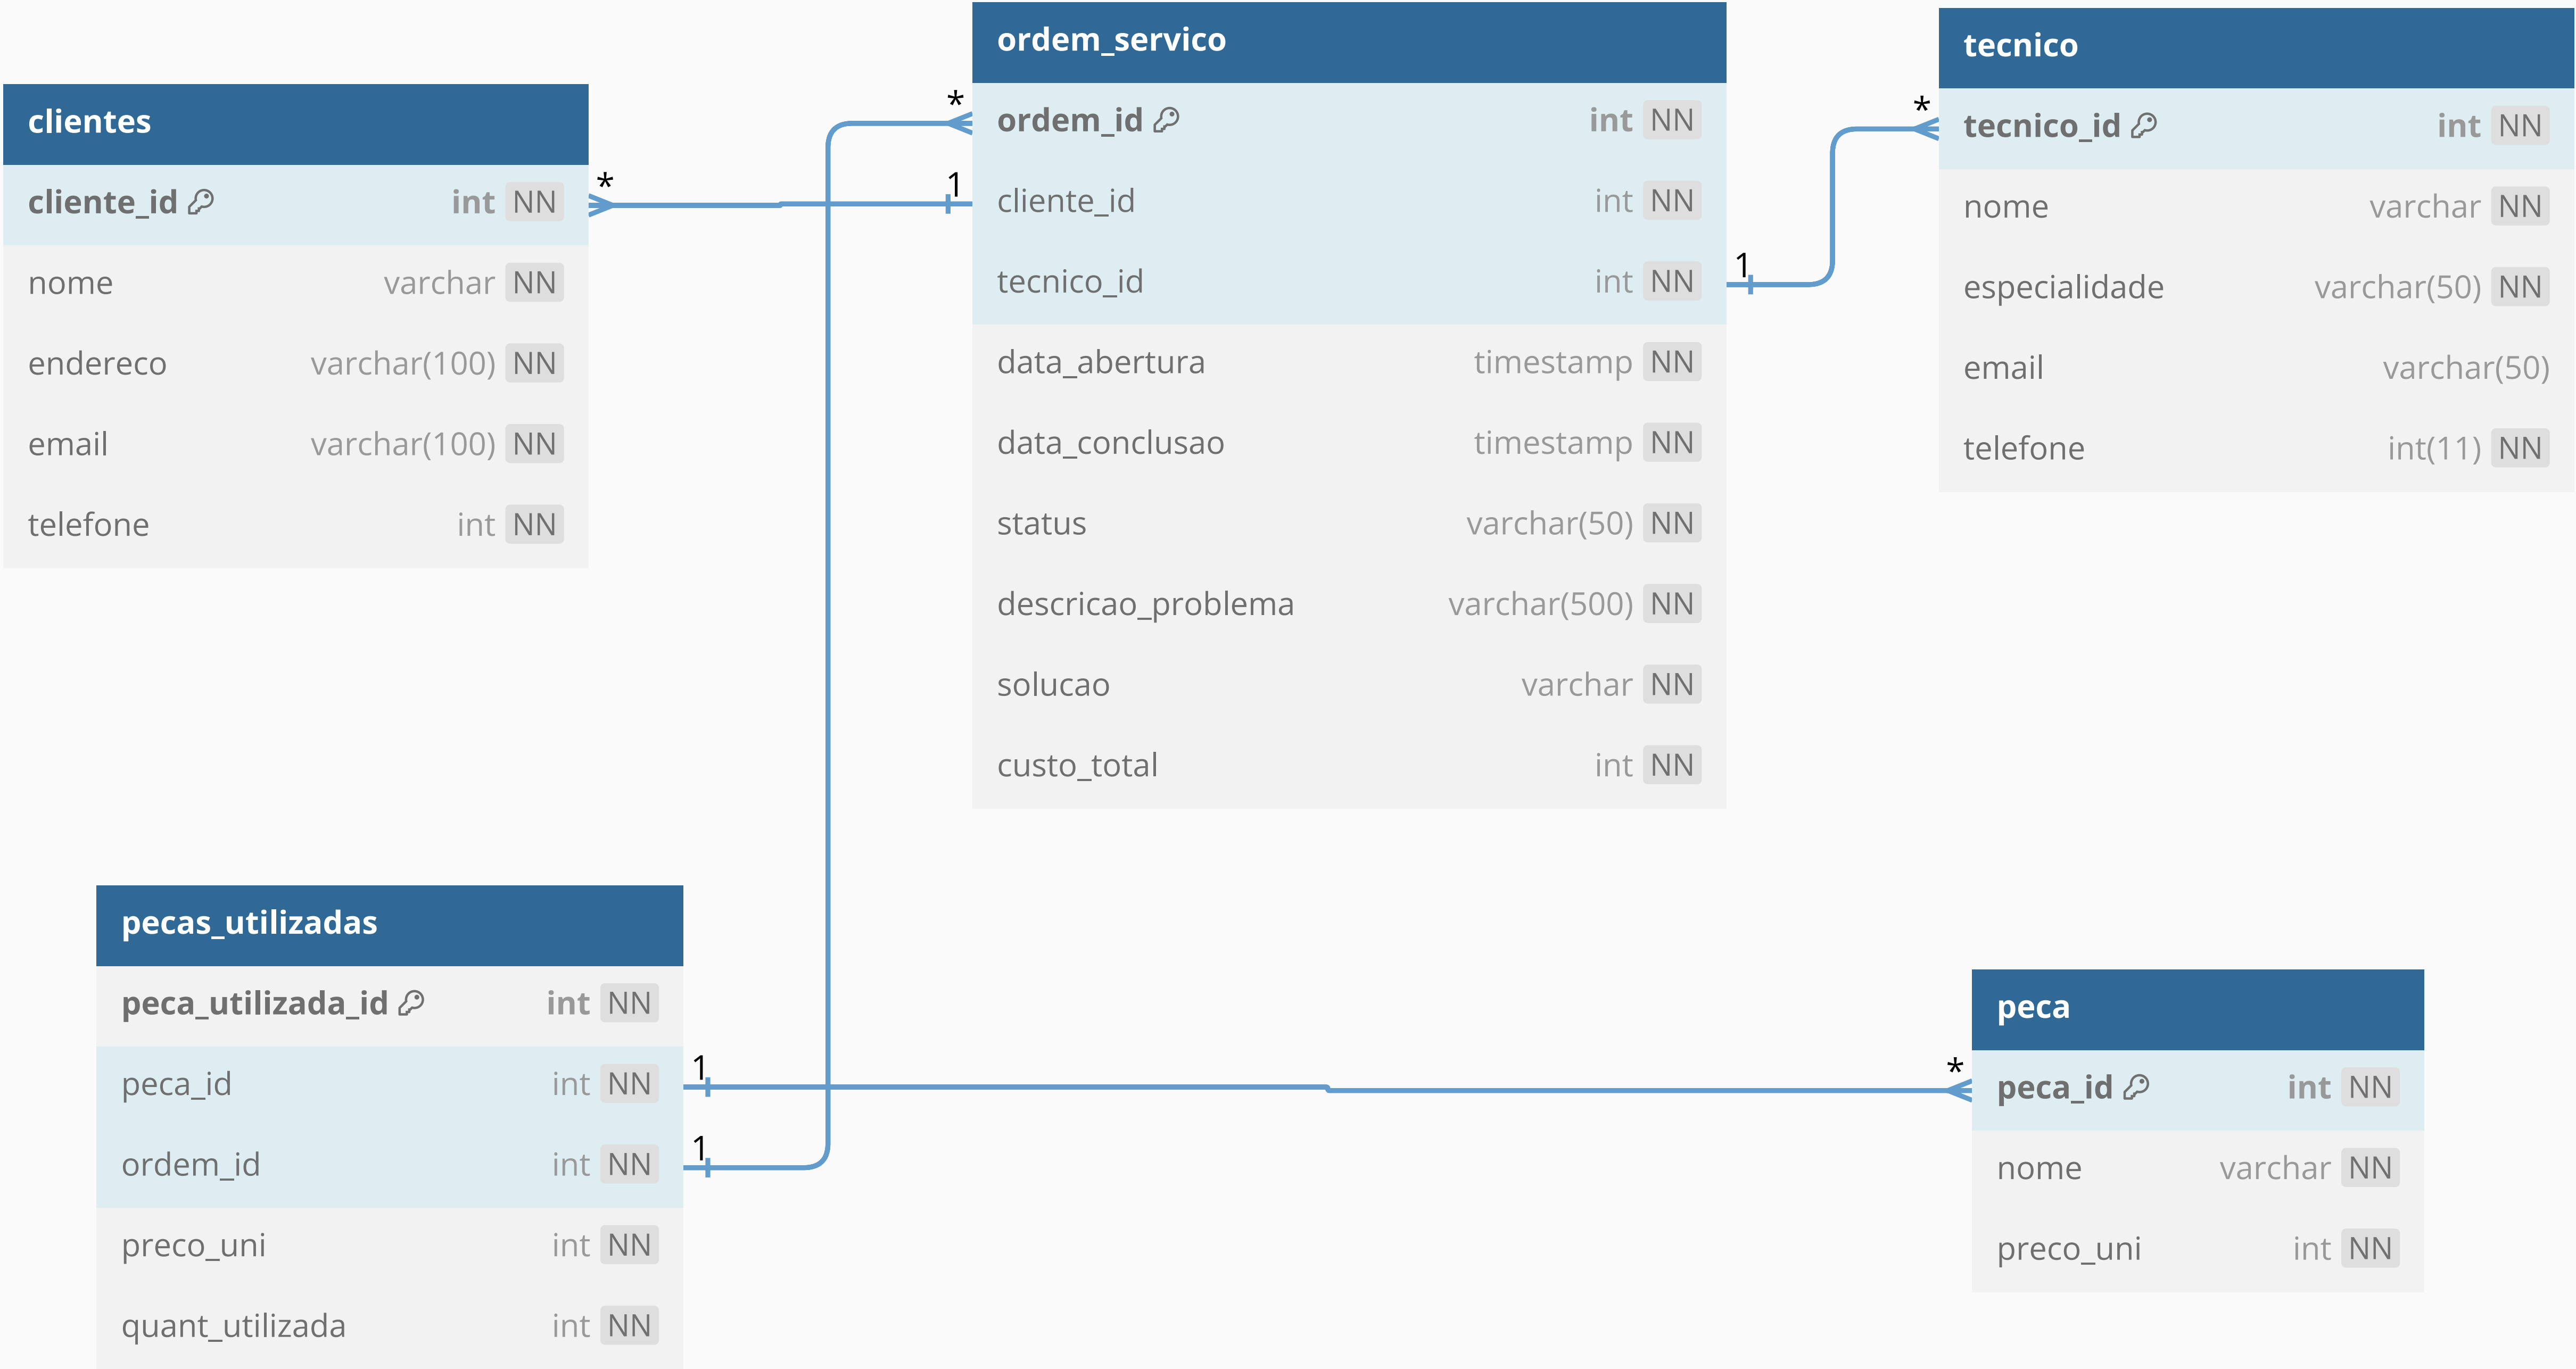 clientes
cliente_id int NN
nome varchar NN
endereco varchar(100) NN
email varchar(100) NN
telefone int NN
* 1
ordem_servico
* ordem_id int NN
cliente_id int NN
tecnico_id int NN 1
data_abertura timestamp NN
data_conclusao timestamp NN
status varchar(50) NN
descricao_problema varchar(500) NN
solucao varchar NN
custo_total int NN
tecnico
* tecnico_id int NN
nome varchar NN
especialidade varchar(50) NN
email varchar(50)
telefone int(11) NN
pecas_utilizadas
peca_utilizada_id int NN
peca_id int NN 1
ordem_id int NN 1
preco_uni int NN
quant_utilizada int NN
peca
* peca_id int NN
nome varchar NN
preco_uni int NN